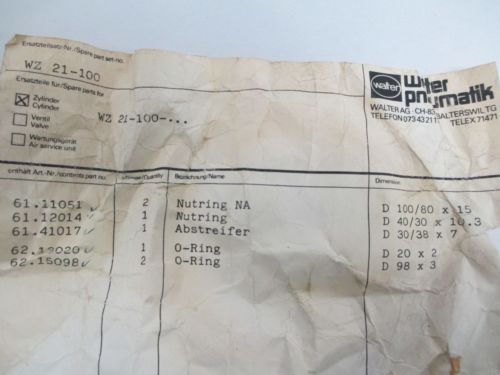 Ersatzteilsatz-Nr./Spare part set-no.
WZ 21-100
Ersatzteile für/Spare parts for
Zylinder
Cylinder
WZ 21-100-...
Ventil
Valve
Wartungsgerät
Air service unit
walter
Walter
pneumatik
WALTER AG · CH-83
BALTERSWIL TG
TELEFON 073 43 21 1
TELEX 71471
enthält Art.-Nr./contents part no.
Bezeichnung/Name
Dimension
61.11051 2 Nutring NA D 100/80 x 15
61.12014 1 Nutring D 40/30 x 10.3
61.41017 1 Abstreifer D 30/38 x 7
1 O-Ring D 20 x 2
62.15098 2 O-Ring D 98 x 3